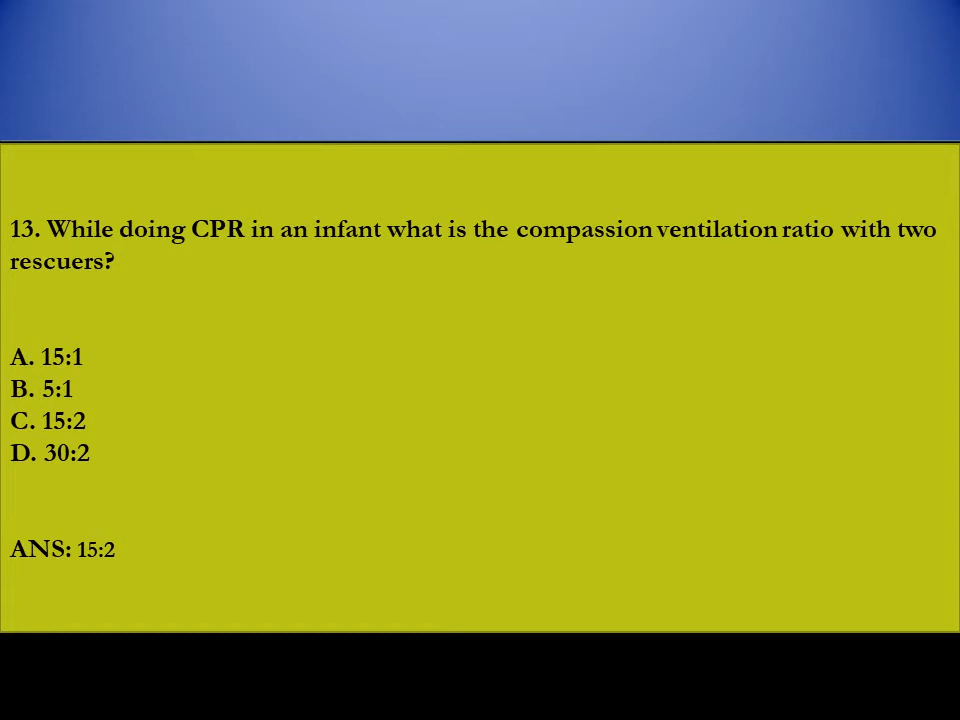 13. While doing CPR in an infant what is the compassion ventilation ratio with two
rescuers?
A. 15:1
B. 5:1
C. 15:2
D. 30:2
ANS: 15:2